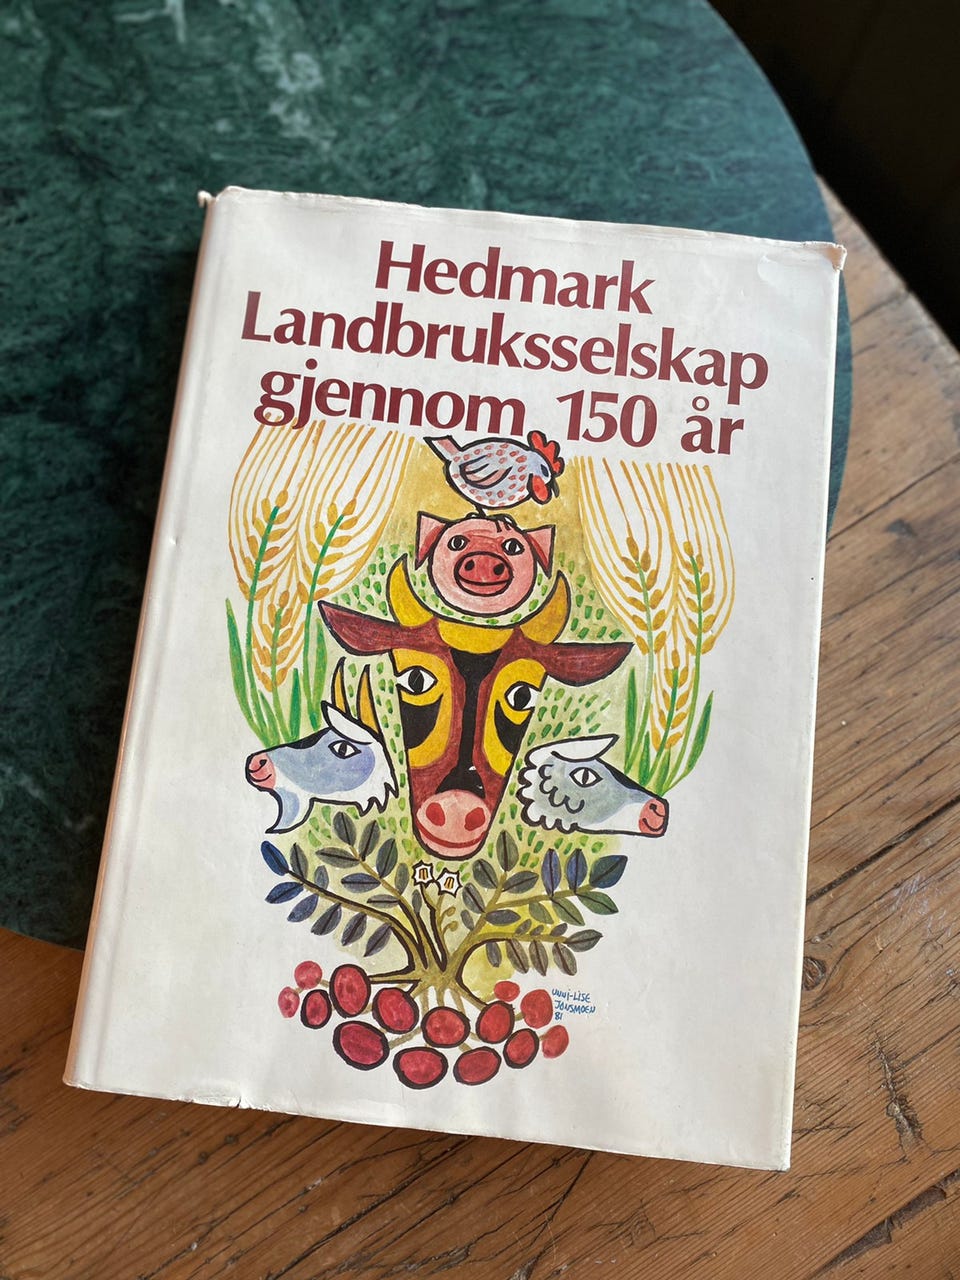 Hedmark
Landbruksselskap
gjennom 150 år
UNNI-LISE
JONSMOEN
81